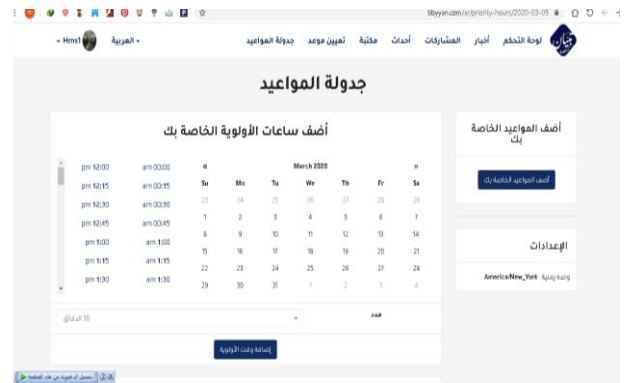 tibyyan.com/ar/priority-hours/2020-03-09
تبيان
لوحة التحكم أخبار المشاركات أحداث مكتبة تعيين موعد جدولة المواعيد
العربية
Hms1
جدولة المواعيد
أضف المواعيد الخاصة
بك
أضف المواعيد الخاصة بك
الإعدادات
وحدة زمنية : America/New_York
أضف ساعات الأولوية الخاصة بك
« March 2020 »
Su Mo Tu We Th Fr Sa
23 24 25 26 27 28 29
1 2 3 4 5 6 7
8 9 10 11 12 13 14
15 16 17 18 19 20 21
22 23 24 25 26 27 28
29 30 31 1 2 3 4
am 00:00 pm 12:00
am 00:15 pm 12:15
am 00:30 pm 12:30
am 00:45 pm 12:45
am 1:00 pm 1:00
am 1:15 pm 1:15
am 1:30 pm 1:30
حدد
30 الدقائق
إضافة وقت الأولوية